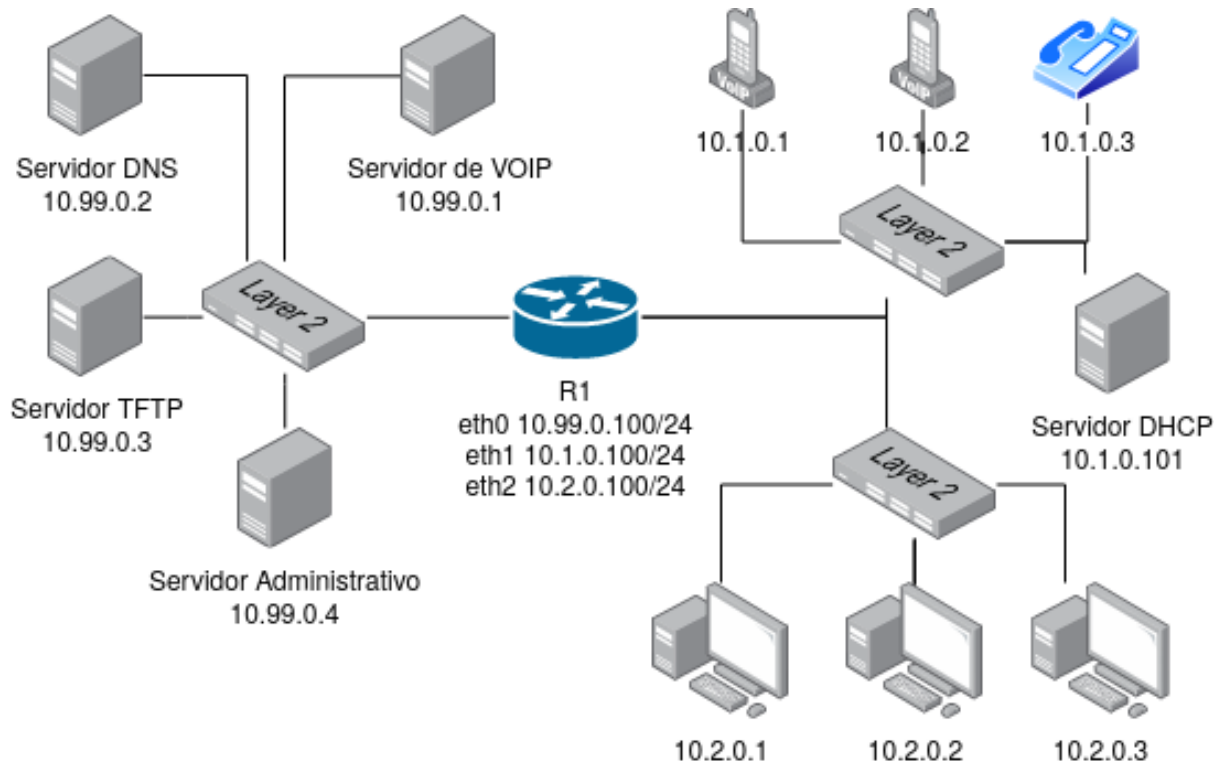 VoIP
VoIP
10.1.0.1
10.1.0.2
10.1.0.3
Servidor DNS
10.99.0.2
Servidor de VOIP
10.99.0.1
Layer 2
Layer 2
Servidor TFTP
10.99.0.3
R1
eth0 10.99.0.100/24
eth1 10.1.0.100/24
eth2 10.2.0.100/24
Servidor DHCP
10.1.0.101
Layer 2
Servidor Administrativo
10.99.0.4
10.2.0.1
10.2.0.2
10.2.0.3